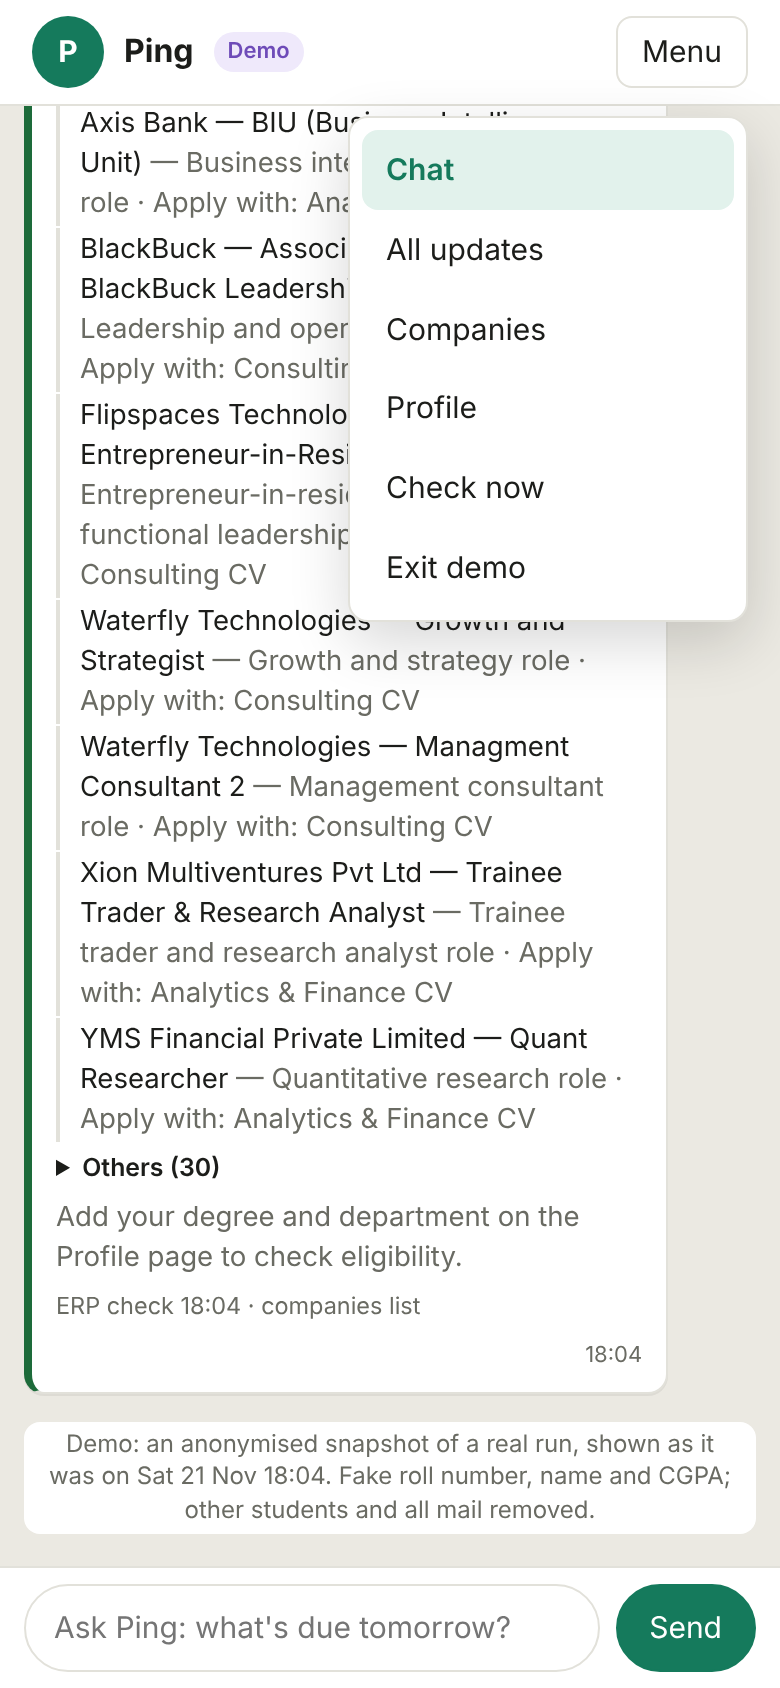 P Ping Demo Menu
Axis Bank — BIU (Bus
Unit) — Business inte
role · Apply with: Ana
BlackBuck — Associ
BlackBuck Leadersh
Leadership and oper
Apply with: Consultin
Flipspaces Technolo
Entrepreneur-in-Resi
Entrepreneur-in-resid
functional leadership
Consulting CV
Chat
All updates
Companies
Profile
Check now
Exit demo
Waterfly Technologies Growth and
Strategist — Growth and strategy role ·
Apply with: Consulting CV
Waterfly Technologies — Managment
Consultant 2 — Management consultant
role · Apply with: Consulting CV
Xion Multiventures Pvt Ltd — Trainee
Trader & Research Analyst — Trainee
trader and research analyst role · Apply
with: Analytics & Finance CV
YMS Financial Private Limited — Quant
Researcher — Quantitative research role ·
Apply with: Analytics & Finance CV
Others (30)
Add your degree and department on the
Profile page to check eligibility.
ERP check 18:04 · companies list
18:04
Demo: an anonymised snapshot of a real run, shown as it
was on Sat 21 Nov 18:04. Fake roll number, name and CGPA;
other students and all mail removed.
Ask Ping: what's due tomorrow? Send